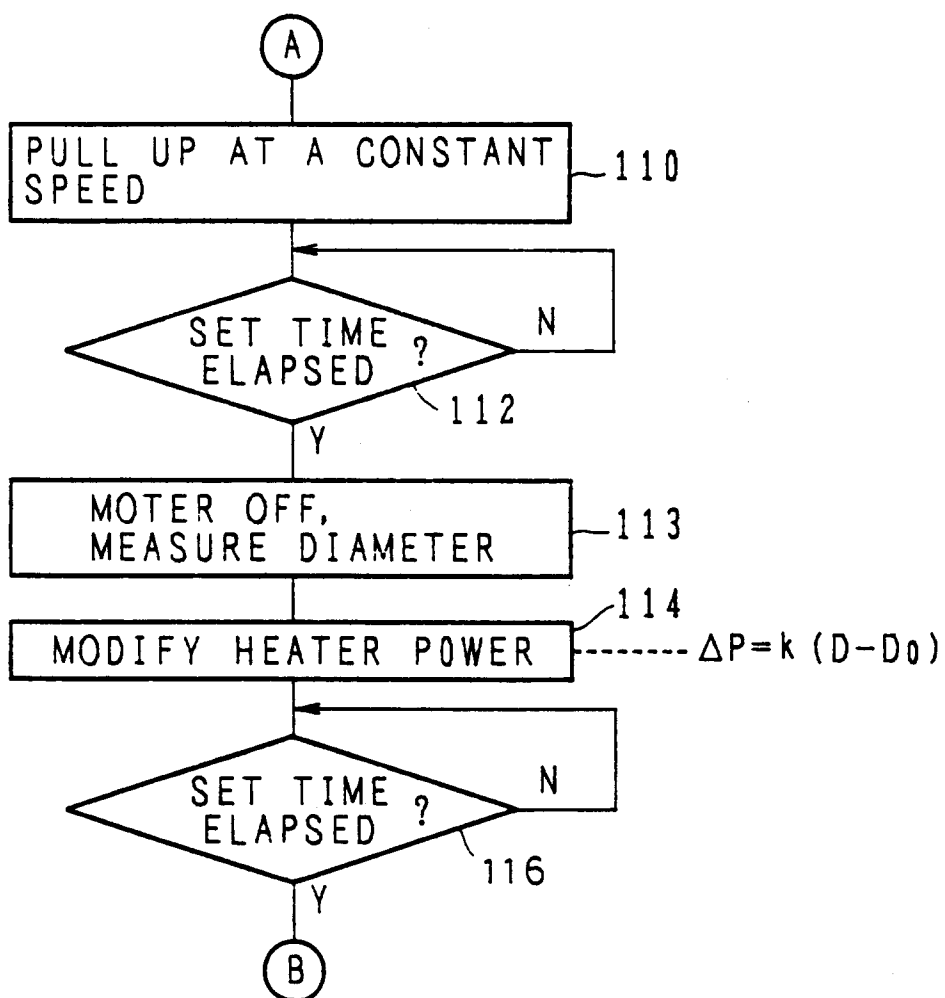 A
PULL UP AT A CONSTANT
SPEED
110
N
SET TIME
ELAPSED ?
112
Y
MOTER OFF,
MEASURE DIAMETER
113
114
MODIFY HEATER POWER
ΔP=k (D-D0)
N
SET TIME
ELAPSED ?
116
Y
B